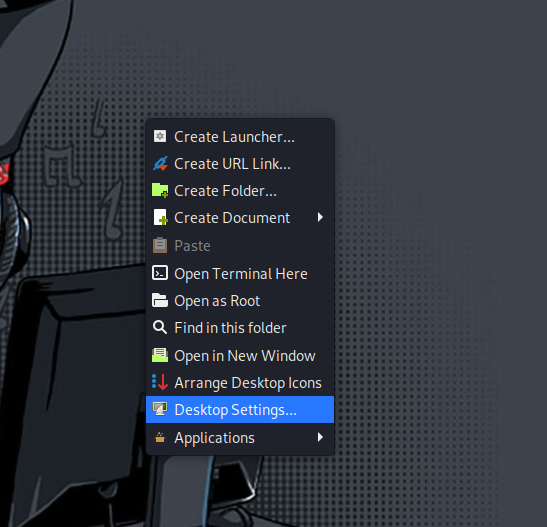 Create Launcher...
Create URL Link...
Create Folder...
Create Document
Paste
Open Terminal Here
Open as Root
Find in this folder
Open in New Window
Arrange Desktop Icons
Desktop Settings...
Applications